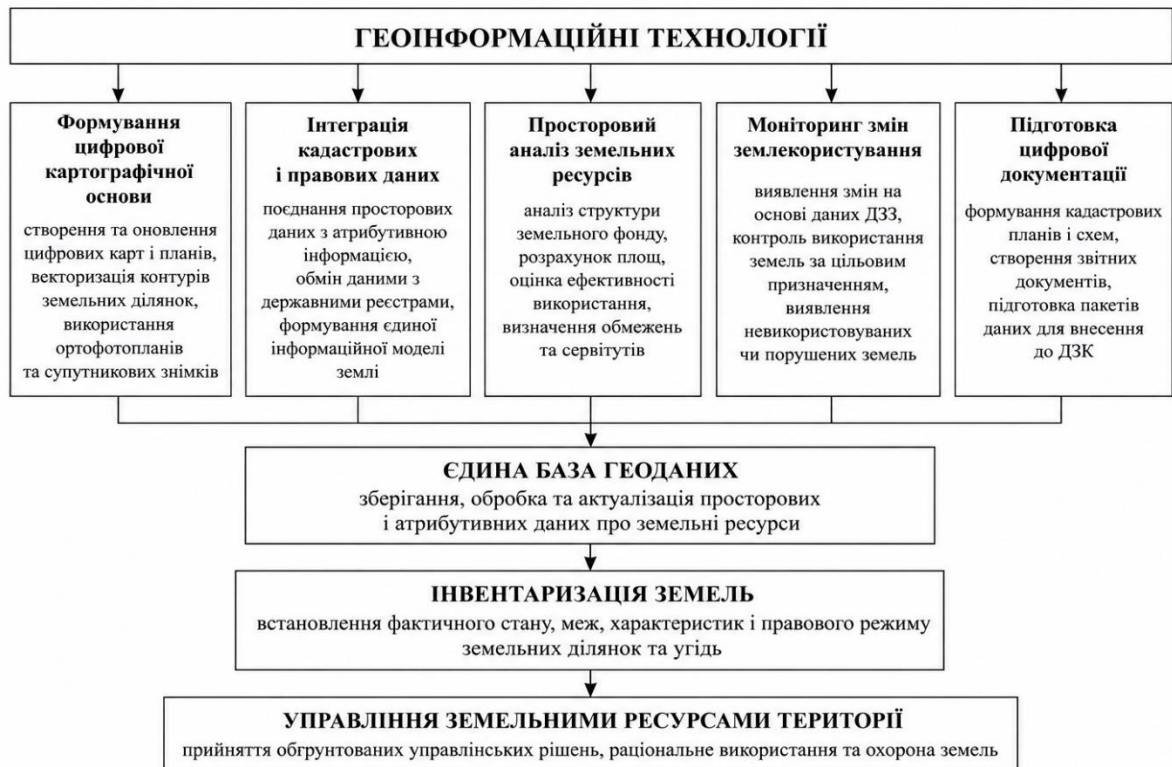 ГЕОІНФОРМАЦІЙНІ ТЕХНОЛОГІЇ
Формування
цифрової
картографічної
основи
створення та оновлення
цифрових карт і планів,
векторизація контурів
земельних ділянок,
використання
ортофотопланів
та супутникових знімків
Інтеграція
кадастрових
і правових даних
поєднання просторових
даних з атрибутивною
інформацією,
обмін даними з
державними реєстрами,
формування єдиної
інформаційної моделі
землі
Просторовий
аналіз земельних
ресурсів
аналіз структури
земельного фонду,
розрахунок площ,
оцінка ефективності
використання,
визначення обмежень
та сервітутів
Моніторинг змін
землекористування
виявлення змін на
основі даних ДЗЗ,
контроль використання
земель за цільовим
призначенням,
виявлення
невикористовуваних
чи порушених земель
Підготовка
цифрової
документації
формування кадастрових
планів і схем,
створення звітних
документів,
підготовка пакетів
даних для внесення
до ДЗК
ЄДИНА БАЗА ГЕОДАНИХ
зберігання, обробка та актуалізація просторових
і атрибутивних даних про земельні ресурси
ІНВЕНТАРИЗАЦІЯ ЗЕМЕЛЬ
встановлення фактичного стану, меж, характеристик і правового режиму
земельних ділянок та угідь
УПРАВЛІННЯ ЗЕМЕЛЬНИМИ РЕСУРСАМИ ТЕРИТОРІЇ
прийняття обґрунтованих управлінських рішень, раціональне використання та охорона земель